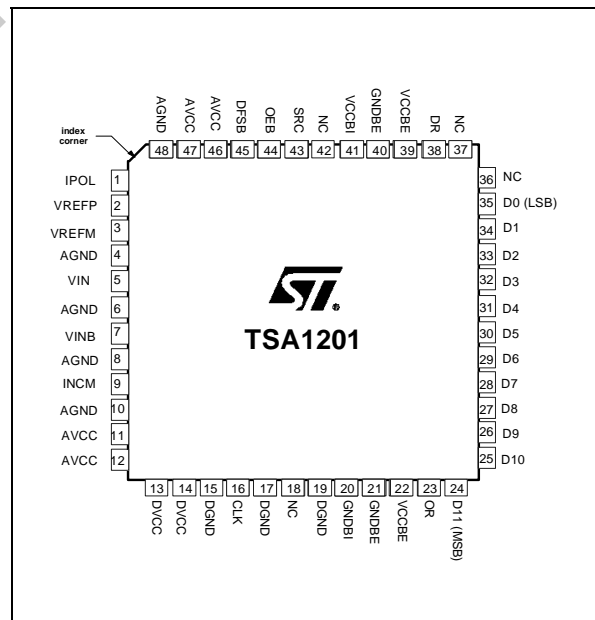 AGND AVCC AVCC DFSB OEB SRC NC VCCBI GNDBE VCCBE DR NC
index
corner
48 47 46 45 44 43 42 41 40 39 38 37
IPOL 1
VREFP 2
VREFM 3
AGND 4
VIN 5
AGND 6
VINB 7
AGND 8
INCM 9
AGND 10
AVCC 11
AVCC 12
ST
TSA1201
36 NC
35 D0 (LSB)
34 D1
33 D2
32 D3
31 D4
30 D5
29 D6
28 D7
27 D8
26 D9
25 D10
13 14 15 16 17 18 19 20 21 22 23 24
DVCC DVCC DGND CLK DGND NC DGND GNDBI GNDBE VCCBE OR D11 (MSB)